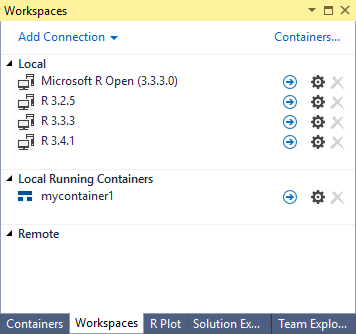 Workspaces
Add Connection Containers...
Local
Microsoft R Open (3.3.3.0)
R 3.2.5
R 3.3.3
R 3.4.1
Local Running Containers
mycontainer1
Remote
Containers Workspaces R Plot Solution Ex... Team Explo...